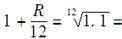 1 + R/12 = ¹²√1.1 =